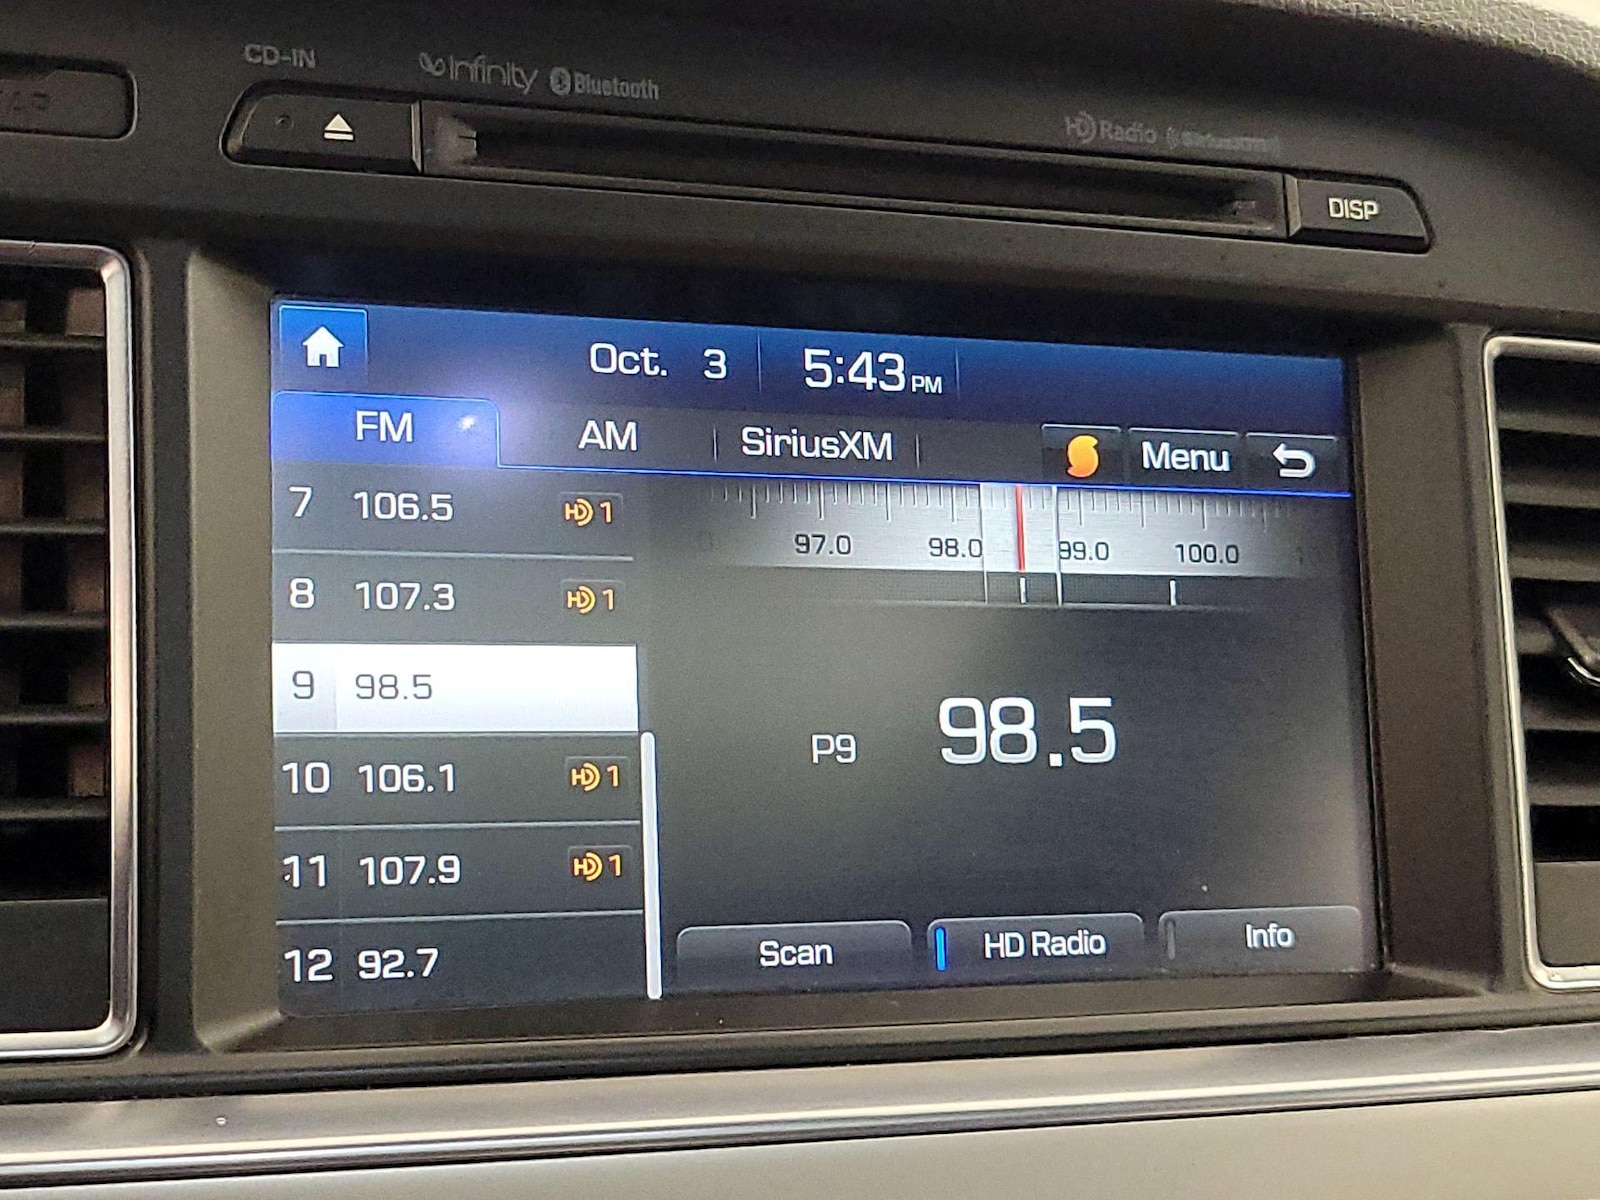 CD-IN
Infinity Bluetooth
HD Radio SiriusXM
DISP
Oct. 3 5:43 PM
FM AM SiriusXM Menu
7 106.5 HD 1
8 107.3 HD 1
9 98.5
10 106.1 HD 1
11 107.9 HD 1
12 92.7
97.0 98.0 99.0 100.0
P9 98.5
Scan HD Radio Info